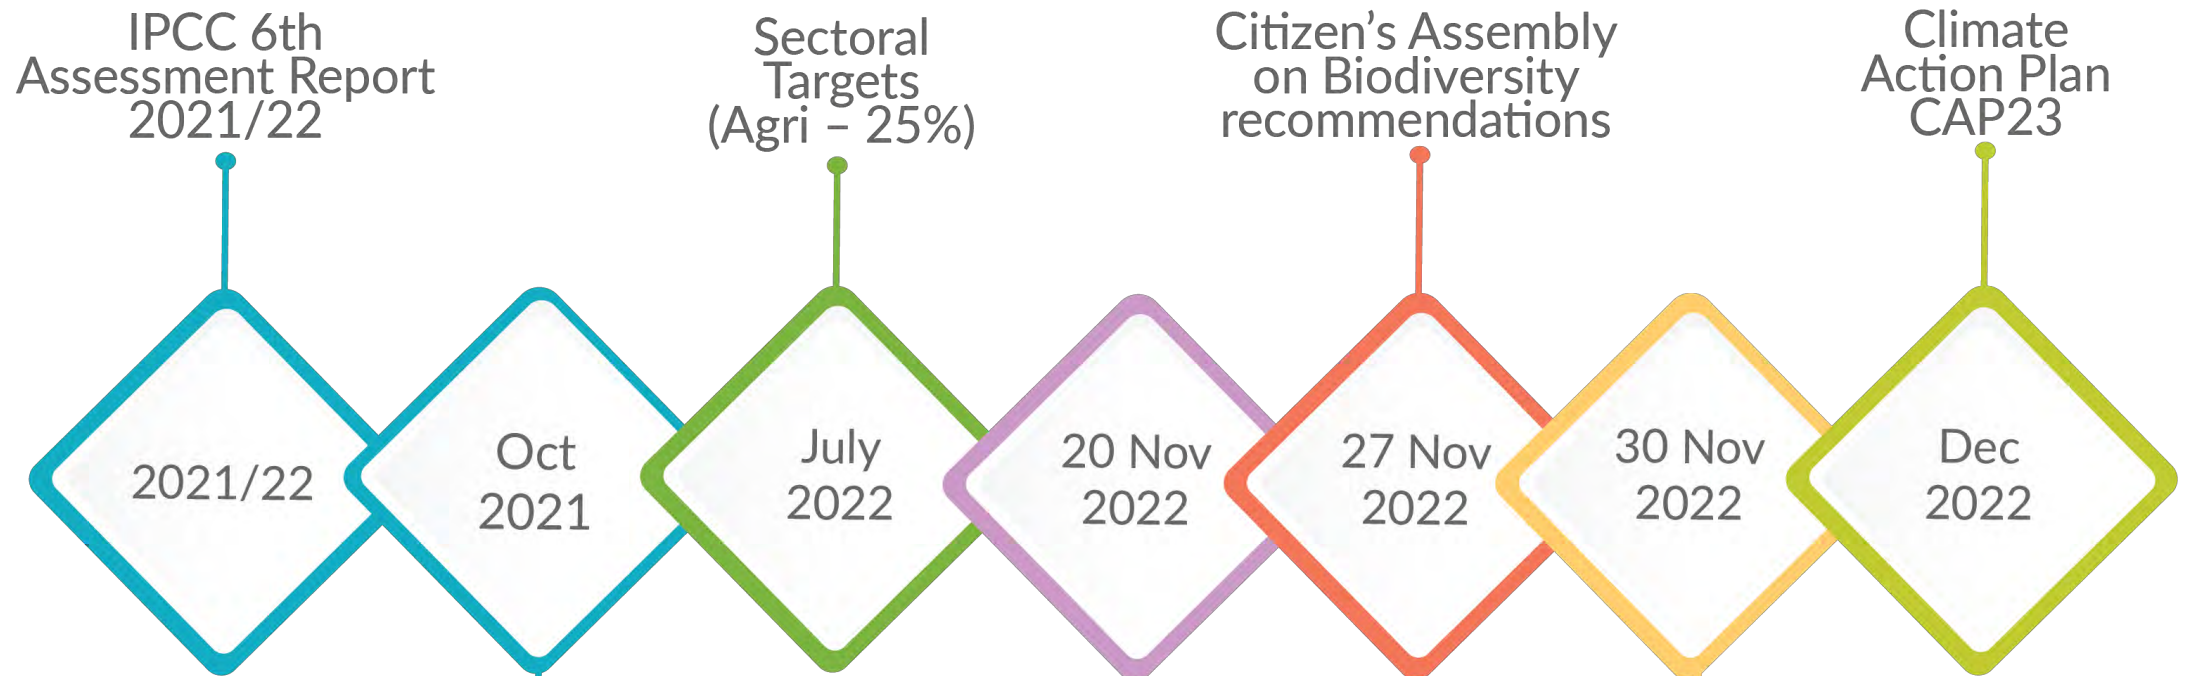 IPCC 6th
Assessment Report
2021/22
Sectoral
Targets
(Agri – 25%)
Citizen’s Assembly
on Biodiversity
recommendations
Climate
Action Plan
CAP23
2021/22
Oct
2021
July
2022
20 Nov
2022
27 Nov
2022
30 Nov
2022
Dec
2022